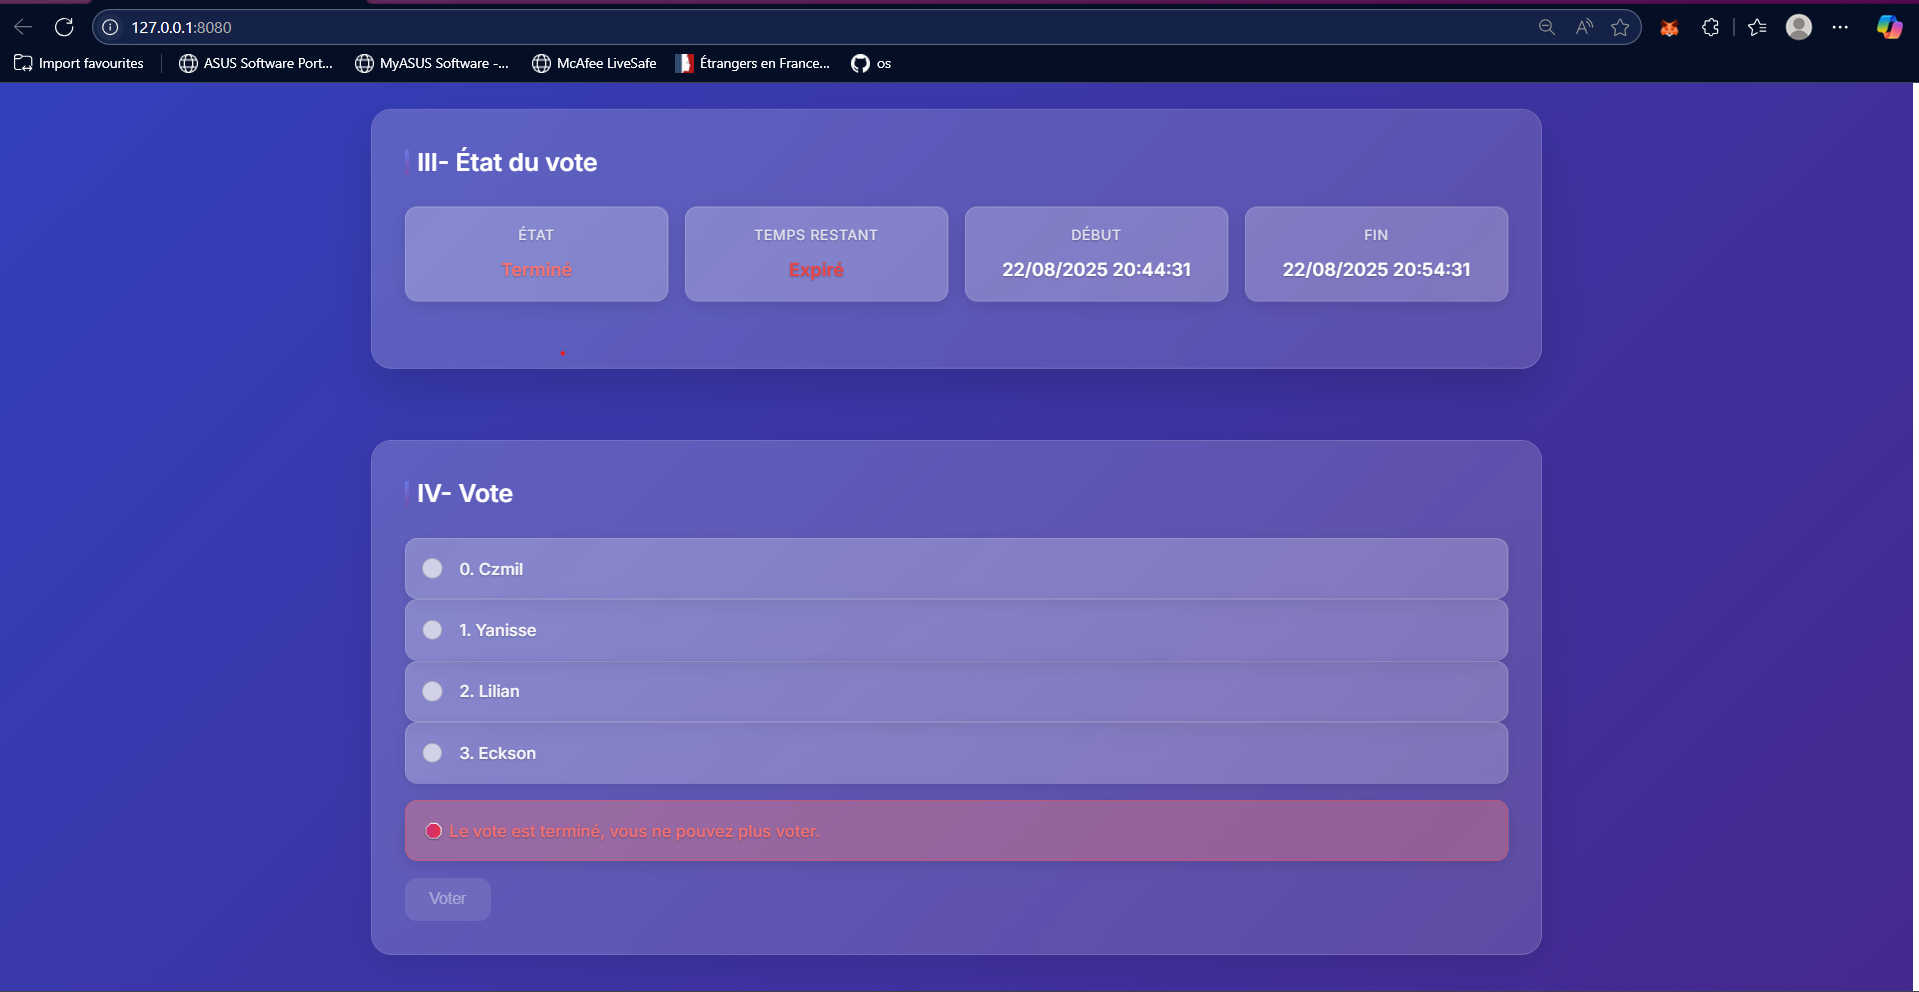 127.0.0.1:8080
Import favourites
ASUS Software Port...
MyASUS Software -...
McAfee LiveSafe
Étrangers en France...
os
III- État du vote
ÉTAT
Terminé
TEMPS RESTANT
Expiré
DÉBUT
22/08/2025 20:44:31
FIN
22/08/2025 20:54:31
IV- Vote
0. Czmil
1. Yanisse
2. Lilian
3. Eckson
Le vote est terminé, vous ne pouvez plus voter.
Voter